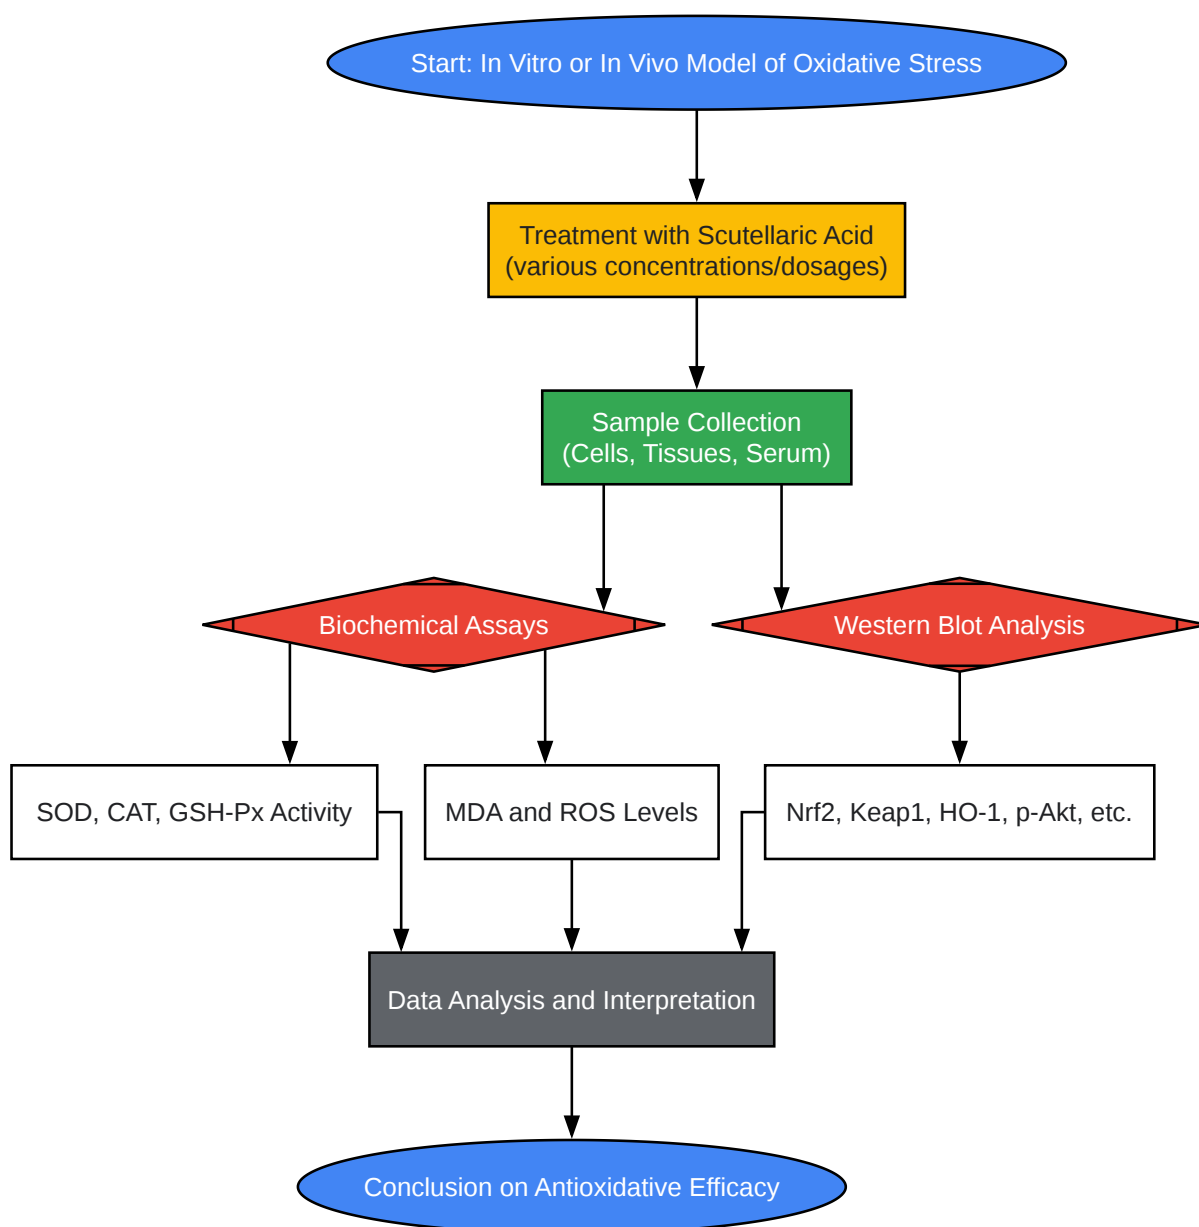 Start: In Vitro or In Vivo Model of Oxidative Stress
Treatment with Scutellaric Acid
(various concentrations/dosages)
Sample Collection
(Cells, Tissues, Serum)
Biochemical Assays
Western Blot Analysis
SOD, CAT, GSH-Px Activity
MDA and ROS Levels
Nrf2, Keap1, HO-1, p-Akt, etc.
Data Analysis and Interpretation
Conclusion on Antioxidative Efficacy